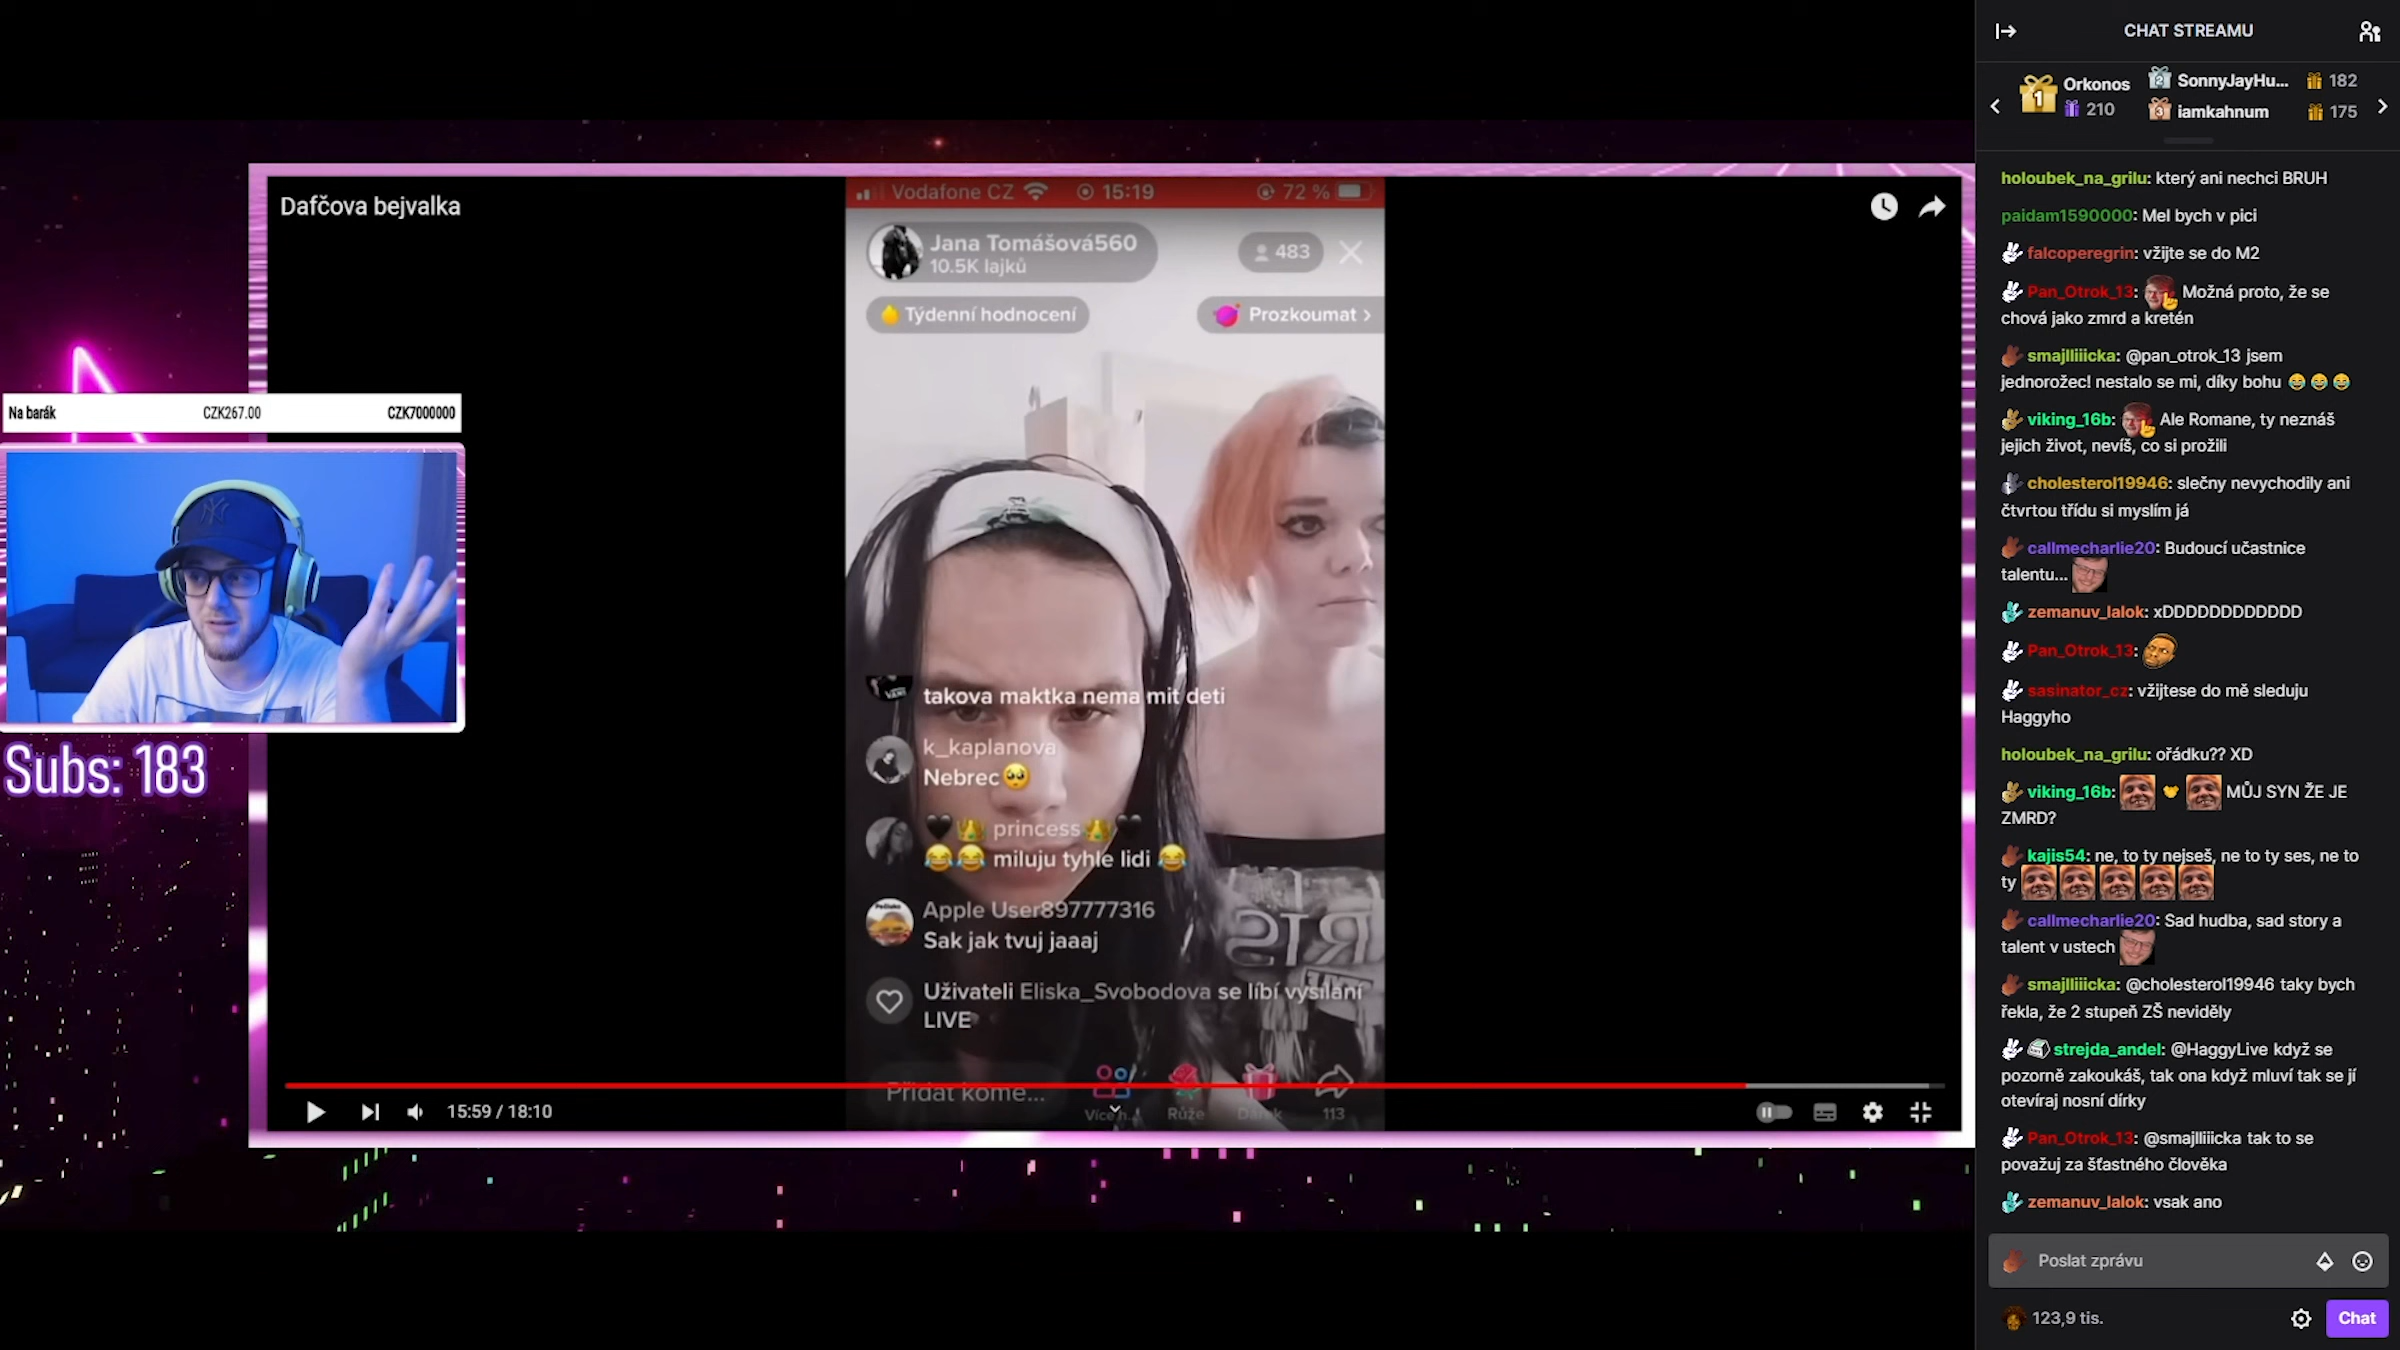 Dafčova bejvalka
Vodafone CZ 15:19 72 %
Jana Tomášová560
10.5K lajků
483
Týdenní hodnocení
Prozkoumat
takova maktka nema mit deti
k_kaplanova
Nebrec
princess
miluju tyhle lidi
Apple User897777316
Sak jak tvuj jaaaj
Uživateli Eliska_Svobodova se líbí vysílání
LIVE
Přidat kome...
Růže
Dárek
113
15:59 / 18:10
Na barák CZK267.00 CZK7000000
NY
Subs: 183
CHAT STREAMU
1 Orkonos
210
2 SonnyJayHu... 182
3 iamkahnum 175
holoubek_na_grilu: který ani nechci BRUH
paidam1590000: Mel bych v pici
falcoperegrin: vžijte se do M2
Pan_Otrok_13: Možná proto, že se
chová jako zmrd a kretén
smajlliiicka: @pan_otrok_13 jsem
jednorožec! nestalo se mi, díky bohu
viking_16b: Ale Romane, ty neznáš
jejich život, nevíš, co si prožili
cholesterol19946: slečny nevychodily ani
čtvrtou třídu si myslím já
callmecharlie20: Budoucí učastnice
talentu...
zemanuv_lalok: xDDDDDDDDDDDD
Pan_Otrok_13:
sasinator_cz: vžijtese do mě sleduju
Haggyho
holoubek_na_grilu: ořádku?? XD
viking_16b: MŮJ SYN ŽE JE
ZMRD?
kajis54: ne, to ty nejseš, ne to ty ses, ne to
ty
callmecharlie20: Sad hudba, sad story a
talent v ustech
smajlliiicka: @cholesterol19946 taky bych
řekla, že 2 stupeň ZŠ neviděly
strejda_andel: @HaggyLive když se
pozorně zakoukáš, tak ona když mluví tak se jí
otevíraj nosní dírky
Pan_Otrok_13: @smajlliiicka tak to se
považuj za šťastného člověka
zemanuv_lalok: vsak ano
Poslat zprávu
123,9 tis.
Chat